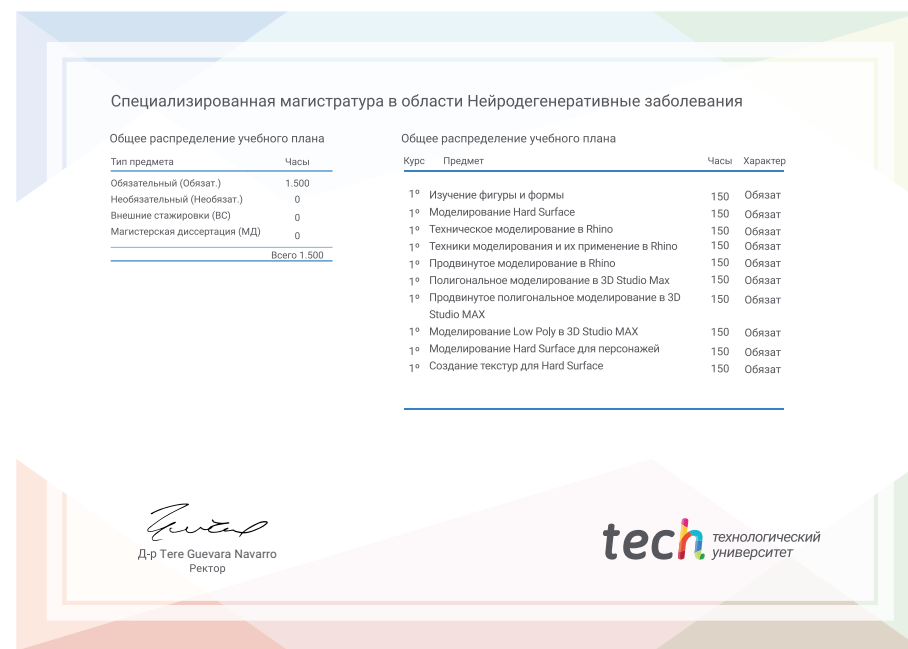 Специализированная магистратура в области Нейродегенеративные заболевания
Общее распределение учебного плана
Тип предмета Часы
Обязательный (Обязат.) 1.500
Необязательный (Необязат.) 0
Внешние стажировки (ВС) 0
Магистерская диссертация (МД) 0
Всего 1.500
Общее распределение учебного плана
Курс Предмет Часы Характер
1º Изучение фигуры и формы 150 Обязат
1º Моделирование Hard Surface 150 Обязат
1º Техническое моделирование в Rhino 150 Обязат
1º Техники моделирования и их применение в Rhino 150 Обязат
1º Продвинутое моделирование в Rhino 150 Обязат
1º Полигональное моделирование в 3D Studio Max 150 Обязат
1º Продвинутое полигональное моделирование в 3D 150 Обязат
Studio MAX
1º Моделирование Low Poly в 3D Studio MAX 150 Обязат
1º Моделирование Hard Surface для персонажей 150 Обязат
1º Создание текстур для Hard Surface 150 Обязат
Д-р Tere Guevara Navarro
Ректор
tech технологический
университет